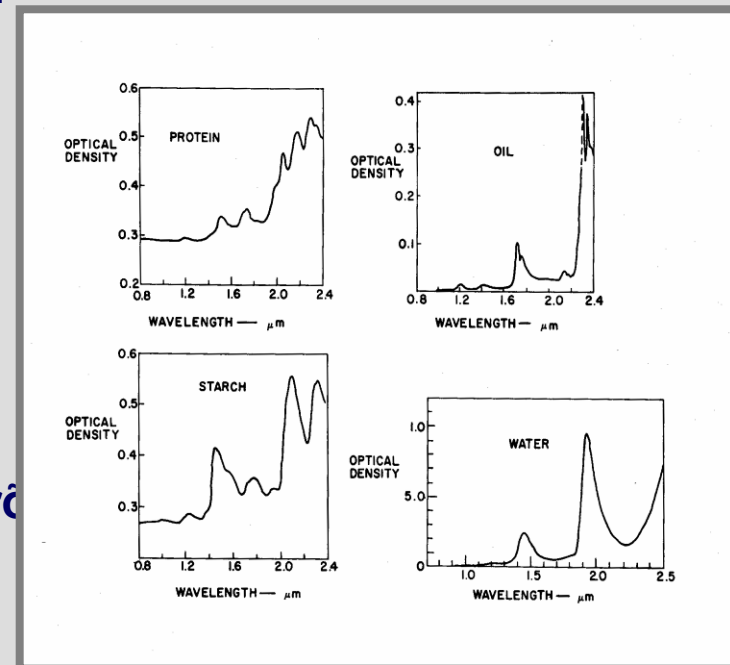 0.6
0.5
0.4
0.3
0.2
OPTICAL
DENSITY
PROTEIN
0.8 1.2 1.6 2.0 2.4
WAVELENGTH — μm
0.4
0.3
0.2
0.1
OPTICAL
DENSITY
OIL
1.2 1.6 2.0 2.4
WAVELENGTH — μm
0.6
0.5
0.4
0.3
OPTICAL
DENSITY
STARCH
0.8 1.2 1.6 2.0 2.4
WAVELENGTH — μm
1.0
5.0
0
OPTICAL
DENSITY
WATER
1.0 1.5 2.0 2.5
WAVELENGTH — μm